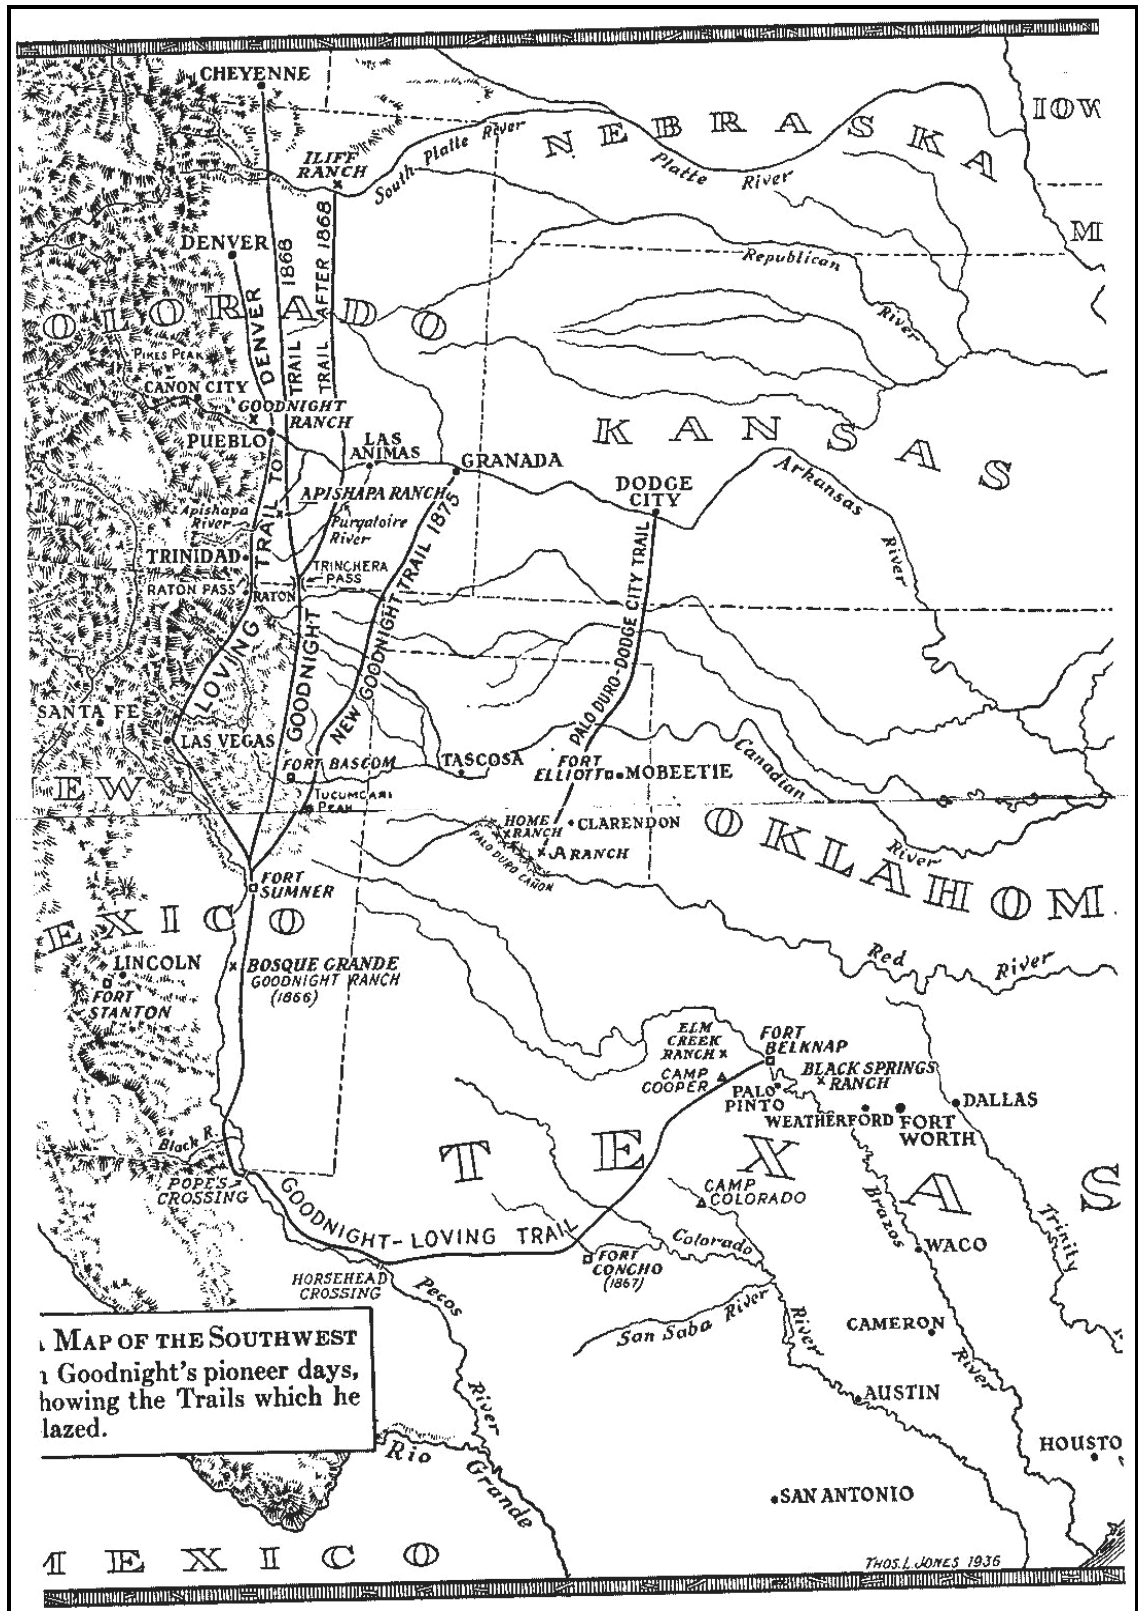 CHEYENNE
IOW
NEBRASKA
South Platte River
Platte River
ILIFF
RANCH
M
DENVER
Republican River
OLORADO
TRAIL 1868
TRAIL AFTER 1868
PIKES PEAK
CAÑON CITY
GOODNIGHT
RANCH
PUEBLO
LAS
ANIMAS
GRANADA
KANSAS
DODGE
CITY
Arkansas River
APISHAPA RANCH
Apishapa
River
Purgatoire
River
TRINIDAD
TRINCHERA
PASS
RATON PASS
RATON
LOVING TRAIL TO DENVER
GOODNIGHT
NEW GOODNIGHT TRAIL 1875
PALO DURO-DODGE CITY TRAIL
SANTA FE
LAS VEGAS
FORT BASCOM
TASCOSA
FORT
ELLIOTT
MOBEETIE
Canadian River
EW
TUCUMCARI
PEAK
HOME
RANCH
CLARENDON
PALO DURO CAÑON
JA RANCH
OKLAHOM
FORT
SUMNER
EXICO
LINCOLN
FORT
STANTON
BOSQUE GRANDE
GOODNIGHT RANCH
(1866)
Red River
ELM
CREEK
RANCH
FORT
BELKNAP
CAMP
COOPER
BLACK SPRINGS
RANCH
PALO
PINTO
WEATHERFORD
FORT
WORTH
DALLAS
Black R.
TEXAS
POPE'S
CROSSING
GOODNIGHT-LOVING TRAIL
CAMP
COLORADO
Colorado River
Brazos River
Trinity
WACO
FORT
CONCHO
(1867)
HORSEHEAD
CROSSING
Pecos River
San Saba River
CAMERON
AUSTIN
MAP OF THE SOUTHWEST
Goodnight's pioneer days,
howing the Trails which he
lazed.
Rio Grande
HOUSTO
SAN ANTONIO
MEXICO
THOS. L. JONES 1936